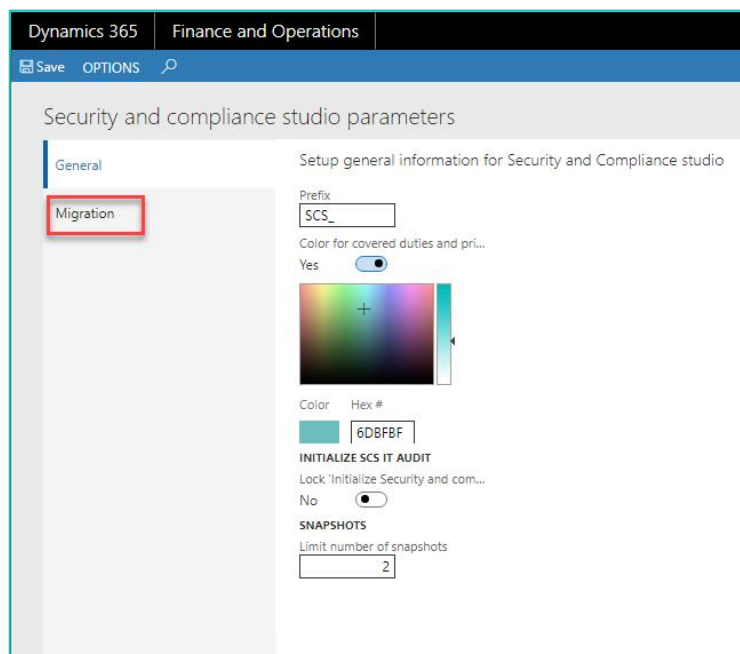 Dynamics 365 Finance and Operations
Save OPTIONS
Security and compliance studio parameters
General
Migration
Setup general information for Security and Compliance studio
Prefix
SCS_
Color for covered duties and pri...
Yes
Color Hex #
6DBFBF
INITIALIZE SCS IT AUDIT
Lock 'Initialize Security and com...
No
SNAPSHOTS
Limit number of snapshots
2